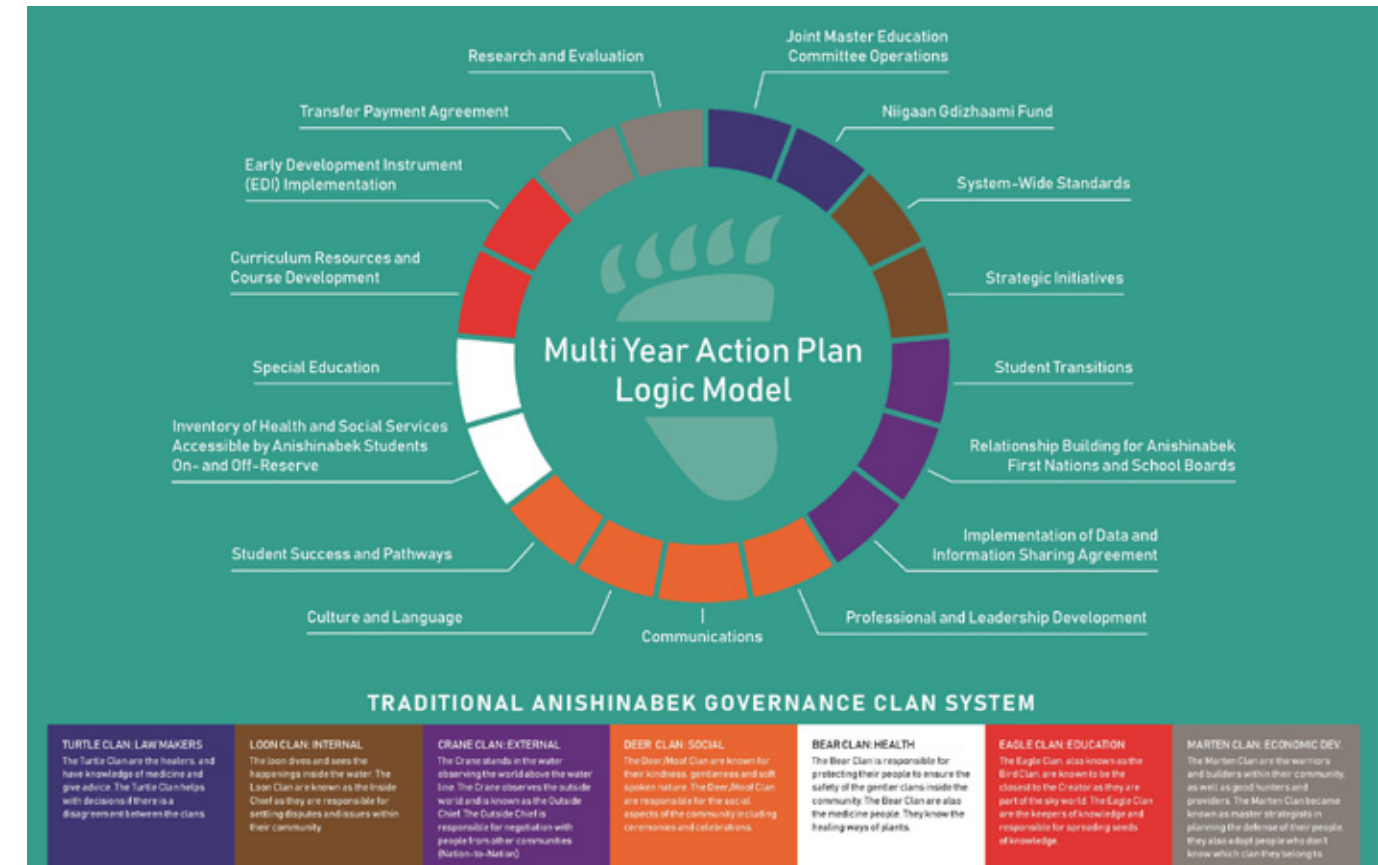 Joint Master Education
Committee Operations
Research and Evaluation
Transfer Payment Agreement
Niigaan Gdizhaami Fund
Early Development Instrument
(EDI) Implementation
System-Wide Standards
Curriculum Resources and
Course Development
Strategic Initiatives
Multi Year Action Plan
Logic Model
Special Education
Student Transitions
Inventory of Health and Social Services
Accessible by Anishinabek Students
On- and Off-Reserve
Relationship Building for Anishinabek
First Nations and School Boards
Student Success and Pathways
Implementation of Data and
Information Sharing Agreement
Culture and Language
Communications
Professional and Leadership Development
TRADITIONAL ANISHINABEK GOVERNANCE CLAN SYSTEM
TURTLE CLAN: LAW MAKERS
The Turtle Clan are the healers, and
have knowledge of medicine and
give advice. The Turtle Clan helps
with decisions if there is a
disagreement between the clans.
LOON CLAN: INTERNAL
The loon dives and sees the
happenings inside the water. The
Loon Clan are known as the Inside
Chief as they are responsible for
settling disputes and issues within
their community.
CRANE CLAN: EXTERNAL
The Crane stands in the water
observing the world above the water
line. The Crane observes the outside
world and is known as the Outside
Chief. The Outside Chief is
responsible for negotiation with
people from other communities
(Nation-to-Nation).
DEER CLAN: SOCIAL
The Deer/Hoof Clan are known for
their kindness, gentleness and soft
spoken nature. The Deer/Hoof Clan
are responsible for the social
aspects of the community including
ceremonies and celebrations.
BEAR CLAN: HEALTH
The Bear Clan is responsible for
protecting their people to ensure the
safety of the gentler clans inside the
community. The Bear Clan are also
the medicine people. They know the
healing ways of plants.
EAGLE CLAN: EDUCATION
The Eagle Clan, also known as the
Bird Clan, are known to be the
closest to the Creator as they are
part of the sky world. The Eagle Clan
are the keepers of knowledge and
responsible for spreading seeds
of knowledge.
MARTEN CLAN: ECONOMIC DEV.
The Marten Clan are the warriors
and builders within their community,
as well as good hunters and
providers. The Marten Clan became
known as master strategists in
planning the defense of their people,
they also adopt people who don't
know which clan they belong to.